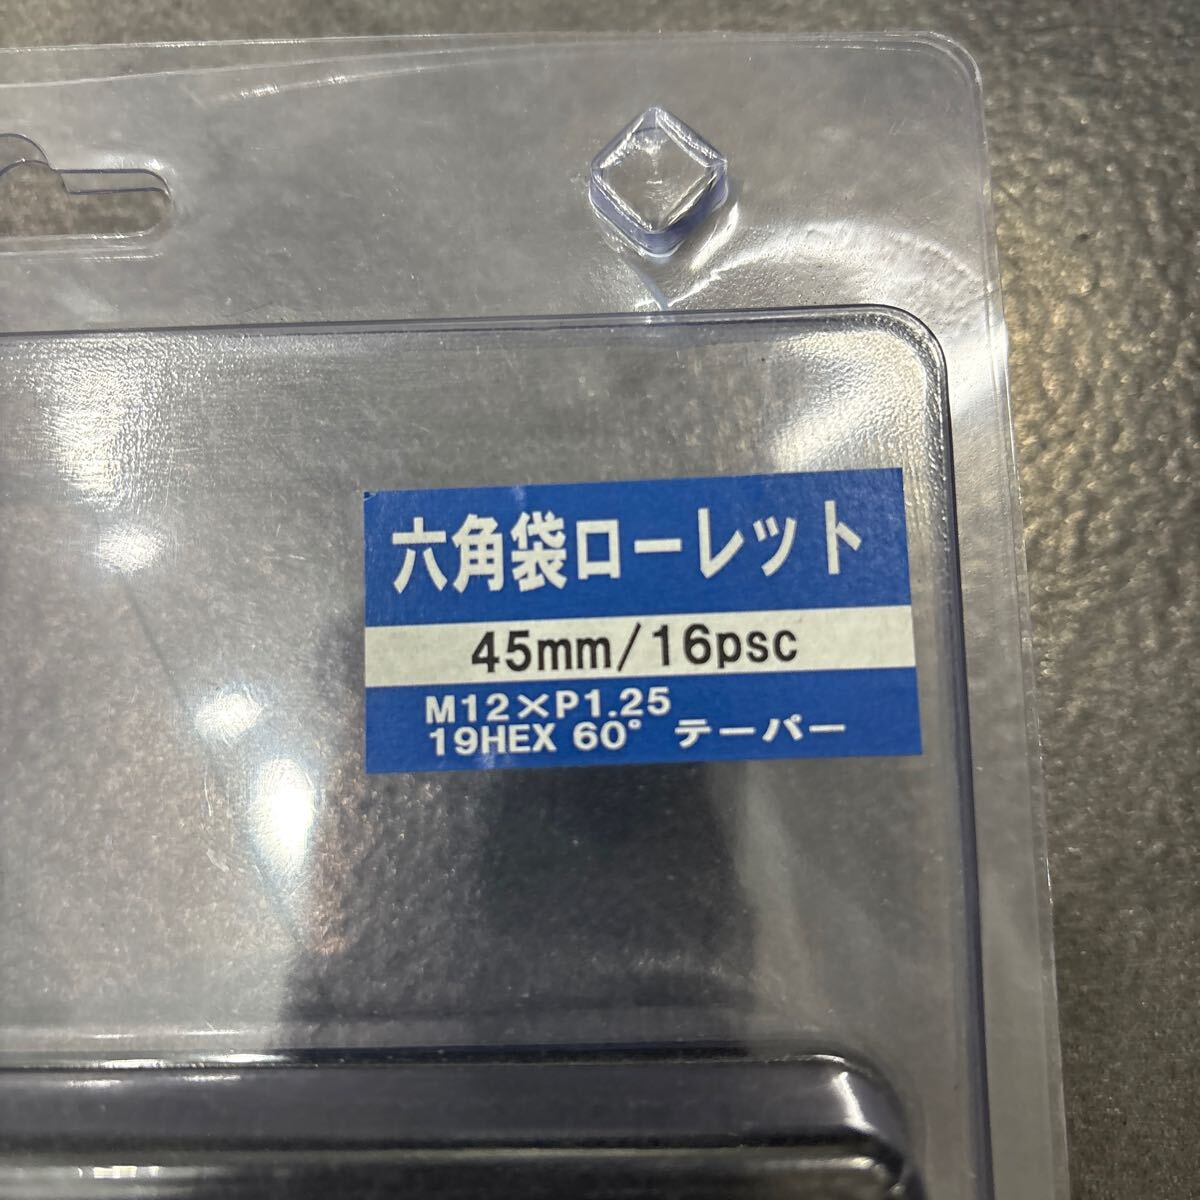 六角袋ローレット
45mm/16psc
M12×P1.25
19HEX 60° テーパー